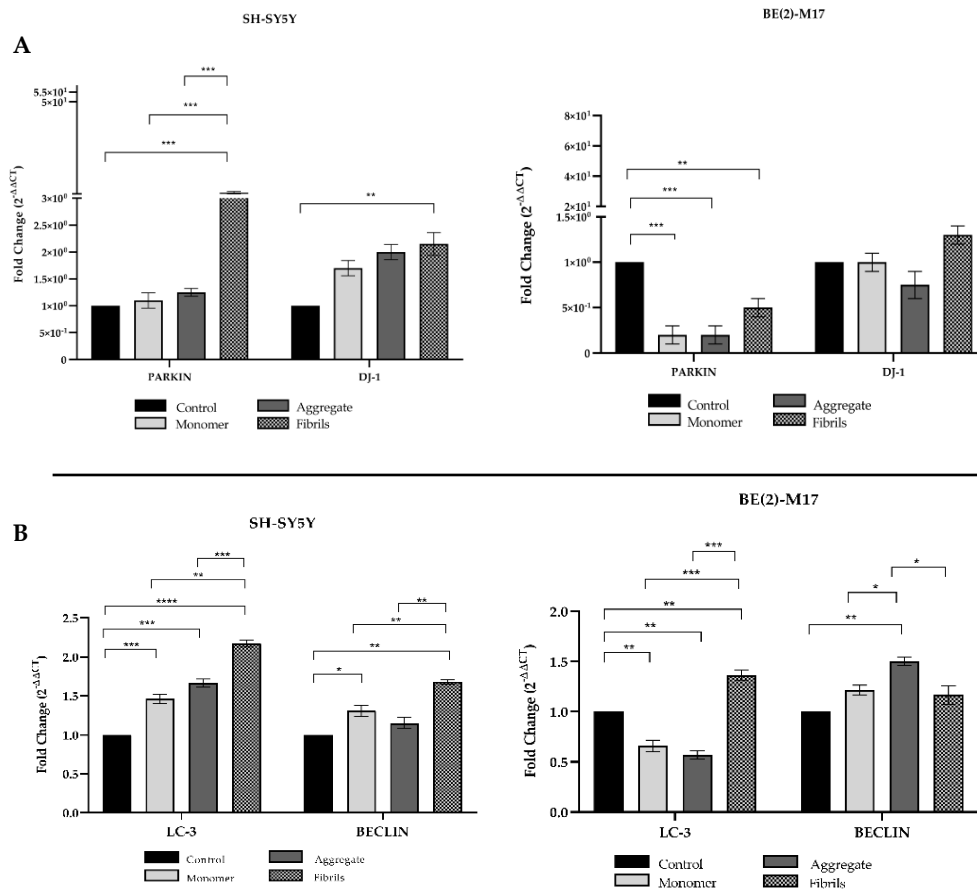 SH-SY5Y
BE(2)-M17
A
***
***
***
**
Fold Change (2^-ΔΔCT)
5.5×10¹
5×10¹
3×10⁰
2.5×10⁰
2×10⁰
1.5×10⁰
1×10⁰
5×10⁻¹
0
PARKIN
DJ-1
Control
Aggregate
Monomer
Fibrils
**
***
***
Fold Change (2^-ΔΔCT)
8×10¹
6×10¹
4×10¹
2×10¹
1.5×10⁰
1×10⁰
5×10⁻¹
0
PARKIN
DJ-1
Control
Aggregate
Monomer
Fibrils
B
SH-SY5Y
BE(2)-M17
***
**
****
***
***
**
**
**
*
Fold Change (2^-ΔΔCT)
2.5
2.0
1.5
1.0
0.5
0.0
LC-3
BECLIN
Control
Aggregate
Monomer
Fibrils
***
***
**
**
**
*
*
**
Fold Change (2^-ΔΔCT)
2.0
1.5
1.0
0.5
0.0
LC-3
BECLIN
Control
Aggregate
Monomer
Fibrils